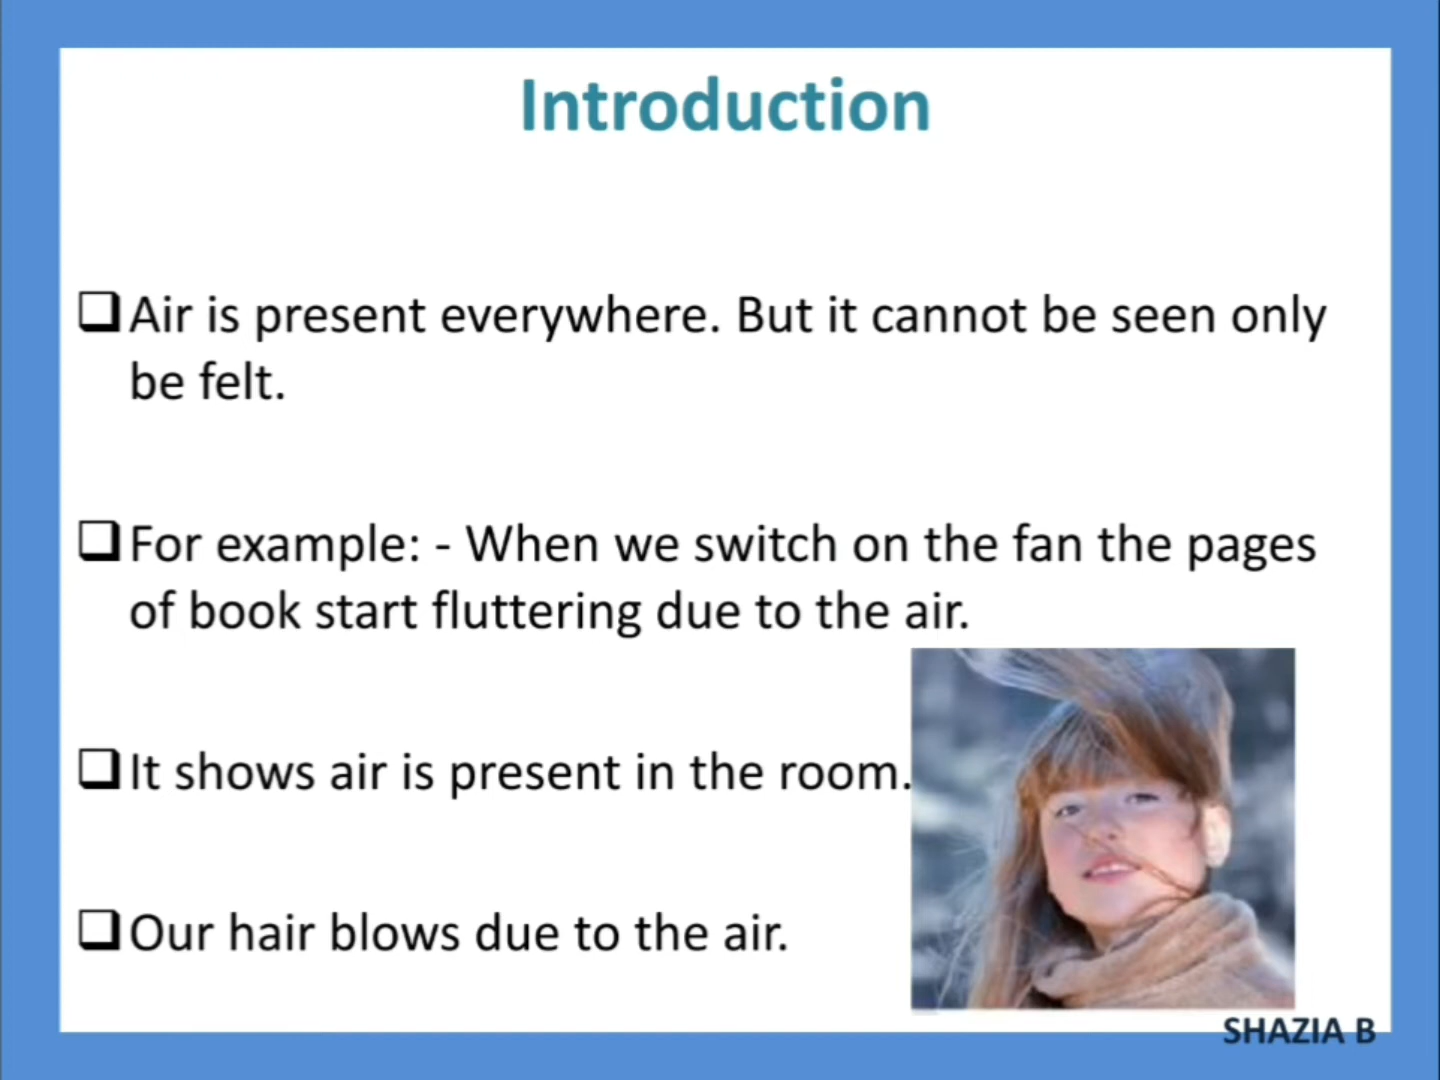 Introduction
Air is present everywhere. But it cannot be seen only
be felt.
For example: - When we switch on the fan the pages
of book start fluttering due to the air.
It shows air is present in the room.
Our hair blows due to the air.
SHAZIA B